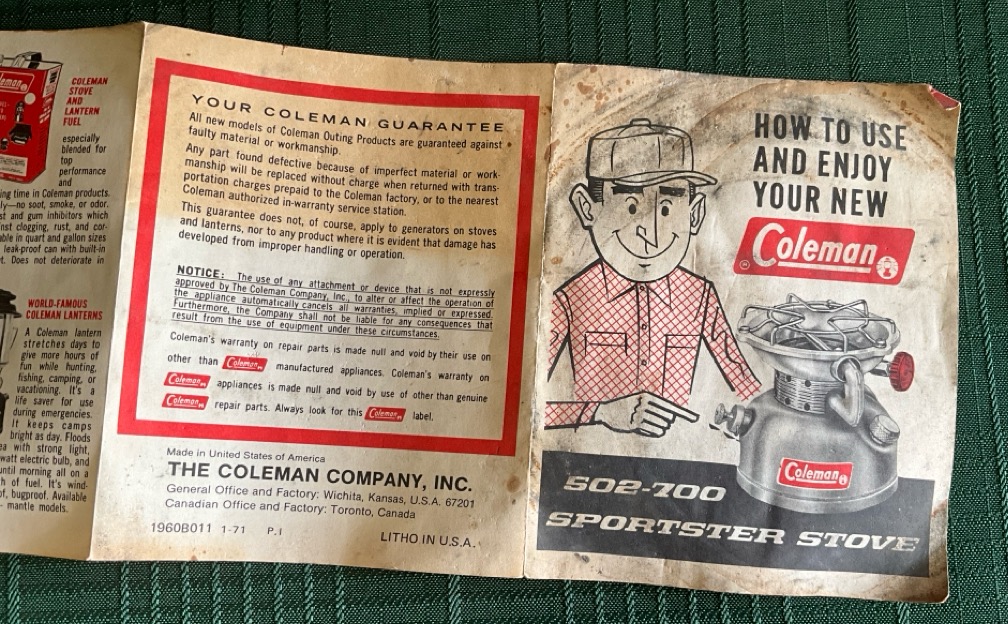 Coleman
COLEMAN
STOVE
AND
LANTERN
FUEL
especially
blended for
top
performance
and
ing time in Coleman products.
ly—no soot, smoke, or odor.
st and gum inhibitors which
nst clogging, rust, and cor-
ble in quart and gallon sizes
leak-proof can with built-in
t. Does not deteriorate in
WORLD-FAMOUS
COLEMAN LANTERNS
A Coleman lantern
stretches days to
give more hours of
fun while hunting,
fishing, camping, or
vacationing. It's a
life saver for use
during emergencies.
It keeps camps
bright as day. Floods
ea with strong light,
watt electric bulb, and
until morning all on a
h of fuel. It's wind-
of, bugproof. Available
- mantle models.
YOUR COLEMAN GUARANTEE
All new models of Coleman Outing Products are guaranteed against
faulty material or workmanship.
Any part found defective because of imperfect material or work-
manship will be replaced without charge when returned with trans-
portation charges prepaid to the Coleman factory, or to the nearest
Coleman authorized in-warranty service station.
This guarantee does not, of course, apply to generators on stoves
and lanterns, nor to any product where it is evident that damage has
developed from improper handling or operation.
NOTICE: The use of any attachment or device that is not expressly
approved by The Coleman Company, Inc., to alter or affect the operation of
the appliance automatically cancels all warranties, implied or expressed.
Furthermore, the Company shall not be liable for any consequences that
result from the use of equipment under these circumstances.
Coleman's warranty on repair parts is made null and void by their use on
other than Coleman manufactured appliances. Coleman's warranty on
Coleman appliances is made null and void by use of other than genuine
Coleman repair parts. Always look for this Coleman label.
Made in United States of America
THE COLEMAN COMPANY, INC.
General Office and Factory: Wichita, Kansas, U.S.A. 67201
Canadian Office and Factory: Toronto, Canada
1960B011 1-71 P.I
LITHO IN U.S.A.
HOW TO USE
AND ENJOY
YOUR NEW
Coleman ®
Coleman
502-700
SPORTSTER STOVE